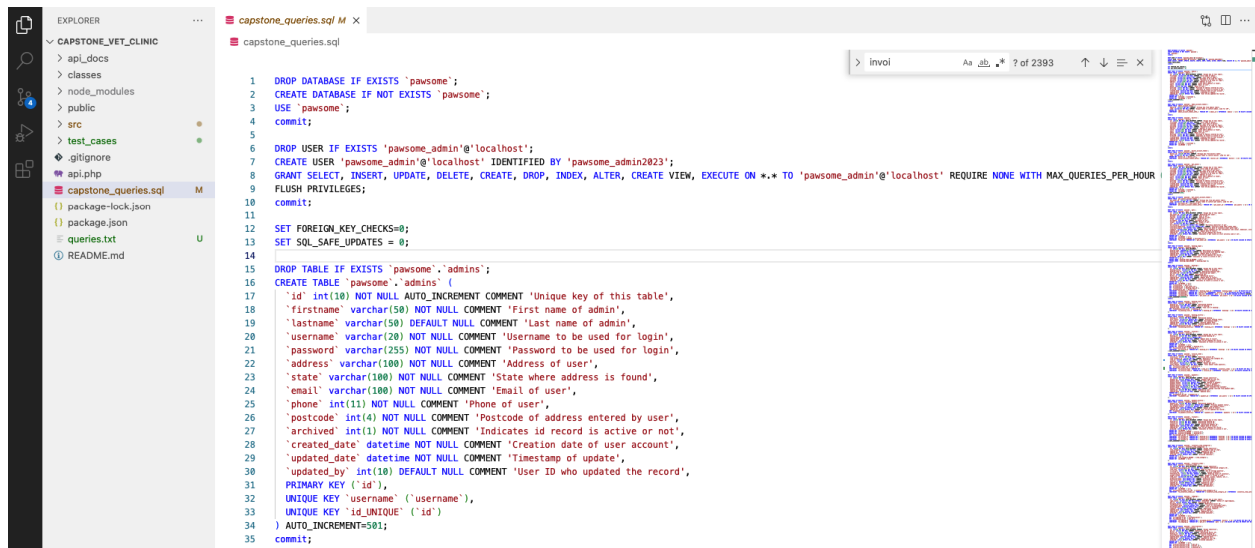 EXPLORER
···
CAPSTONE_VET_CLINIC
api_docs
classes
node_modules
public
src
test_cases
.gitignore
api.php
capstone_queries.sql M
package-lock.json
package.json
queries.txt U
README.md
4
capstone_queries.sql M ×
capstone_queries.sql
invoi Aa ab, .* ? of 2393
1 DROP DATABASE IF EXISTS `pawsome`;
2 CREATE DATABASE IF NOT EXISTS `pawsome`;
3 USE `pawsome`;
4 commit;
5
6 DROP USER IF EXISTS 'pawsome_admin'@'localhost';
7 CREATE USER 'pawsome_admin'@'localhost' IDENTIFIED BY 'pawsome_admin2023';
8 GRANT SELECT, INSERT, UPDATE, DELETE, CREATE, DROP, INDEX, ALTER, CREATE VIEW, EXECUTE ON *.* TO 'pawsome_admin'@'localhost' REQUIRE NONE WITH MAX_QUERIES_PER_HOUR
9 FLUSH PRIVILEGES;
10 commit;
11
12 SET FOREIGN_KEY_CHECKS=0;
13 SET SQL_SAFE_UPDATES = 0;
14
15 DROP TABLE IF EXISTS `pawsome`.`admins`;
16 CREATE TABLE `pawsome`.`admins` (
17 `id` int(10) NOT NULL AUTO_INCREMENT COMMENT 'Unique key of this table',
18 `firstname` varchar(50) NOT NULL COMMENT 'First name of admin',
19 `lastname` varchar(50) DEFAULT NULL COMMENT 'Last name of admin',
20 `username` varchar(20) NOT NULL COMMENT 'Username to be used for login',
21 `password` varchar(255) NOT NULL COMMENT 'Password to be used for login',
22 `address` varchar(100) NOT NULL COMMENT 'Address of user',
23 `state` varchar(100) NOT NULL COMMENT 'State where address is found',
24 `email` varchar(100) NOT NULL COMMENT 'Email of user',
25 `phone` int(11) NOT NULL COMMENT 'Phone of user',
26 `postcode` int(4) NOT NULL COMMENT 'Postcode of address entered by user',
27 `archived` int(1) NOT NULL COMMENT 'Indicates id record is active or not',
28 `created_date` datetime NOT NULL COMMENT 'Creation date of user account',
29 `updated_date` datetime NOT NULL COMMENT 'Timestamp of update',
30 `updated_by` int(10) DEFAULT NULL COMMENT 'User ID who updated the record',
31 PRIMARY KEY (`id`),
32 UNIQUE KEY `username` (`username`),
33 UNIQUE KEY `id_UNIQUE` (`id`)
34 ) AUTO_INCREMENT=501;
35 commit;